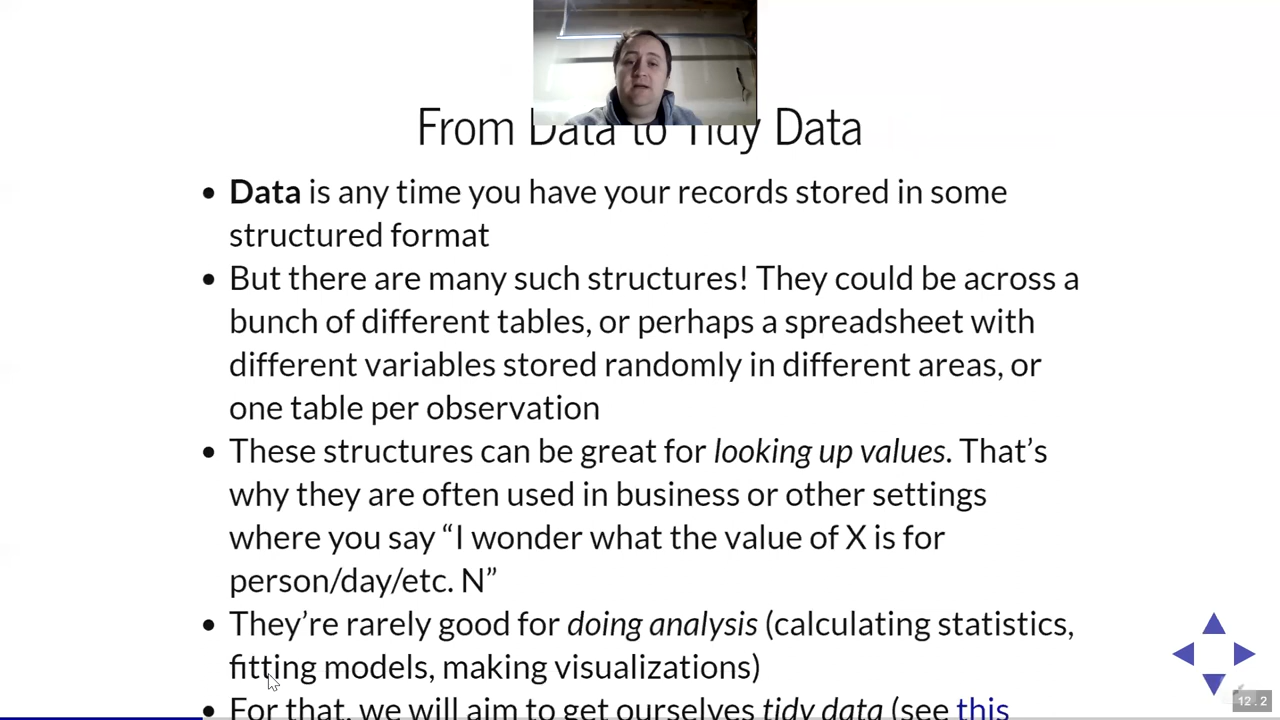 From Data to Tidy Data
• Data is any time you have your records stored in some
structured format
• But there are many such structures! They could be across a
bunch of different tables, or perhaps a spreadsheet with
different variables stored randomly in different areas, or
one table per observation
• These structures can be great for looking up values. That’s
why they are often used in business or other settings
where you say “I wonder what the value of X is for
person/day/etc. N”
• They’re rarely good for doing analysis (calculating statistics,
fitting models, making visualizations)
• For that, we will aim to get ourselves tidy data (see this
12.2